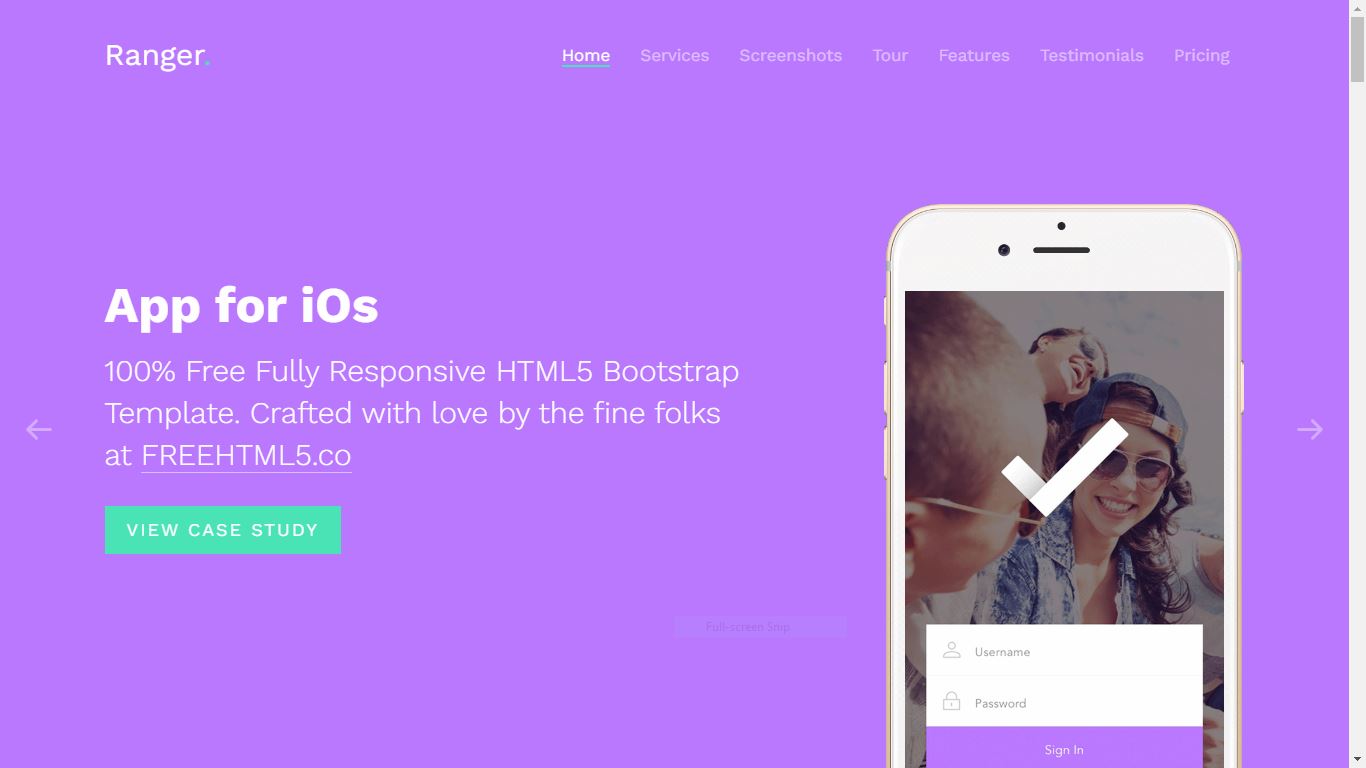 Ranger.
Home Services Screenshots Tour Features Testimonials Pricing
App for iOs
100% Free Fully Responsive HTML5 Bootstrap
Template. Crafted with love by the fine folks
at FREEHTML5.co
VIEW CASE STUDY
Full-screen Snip
Username
Password
Sign In